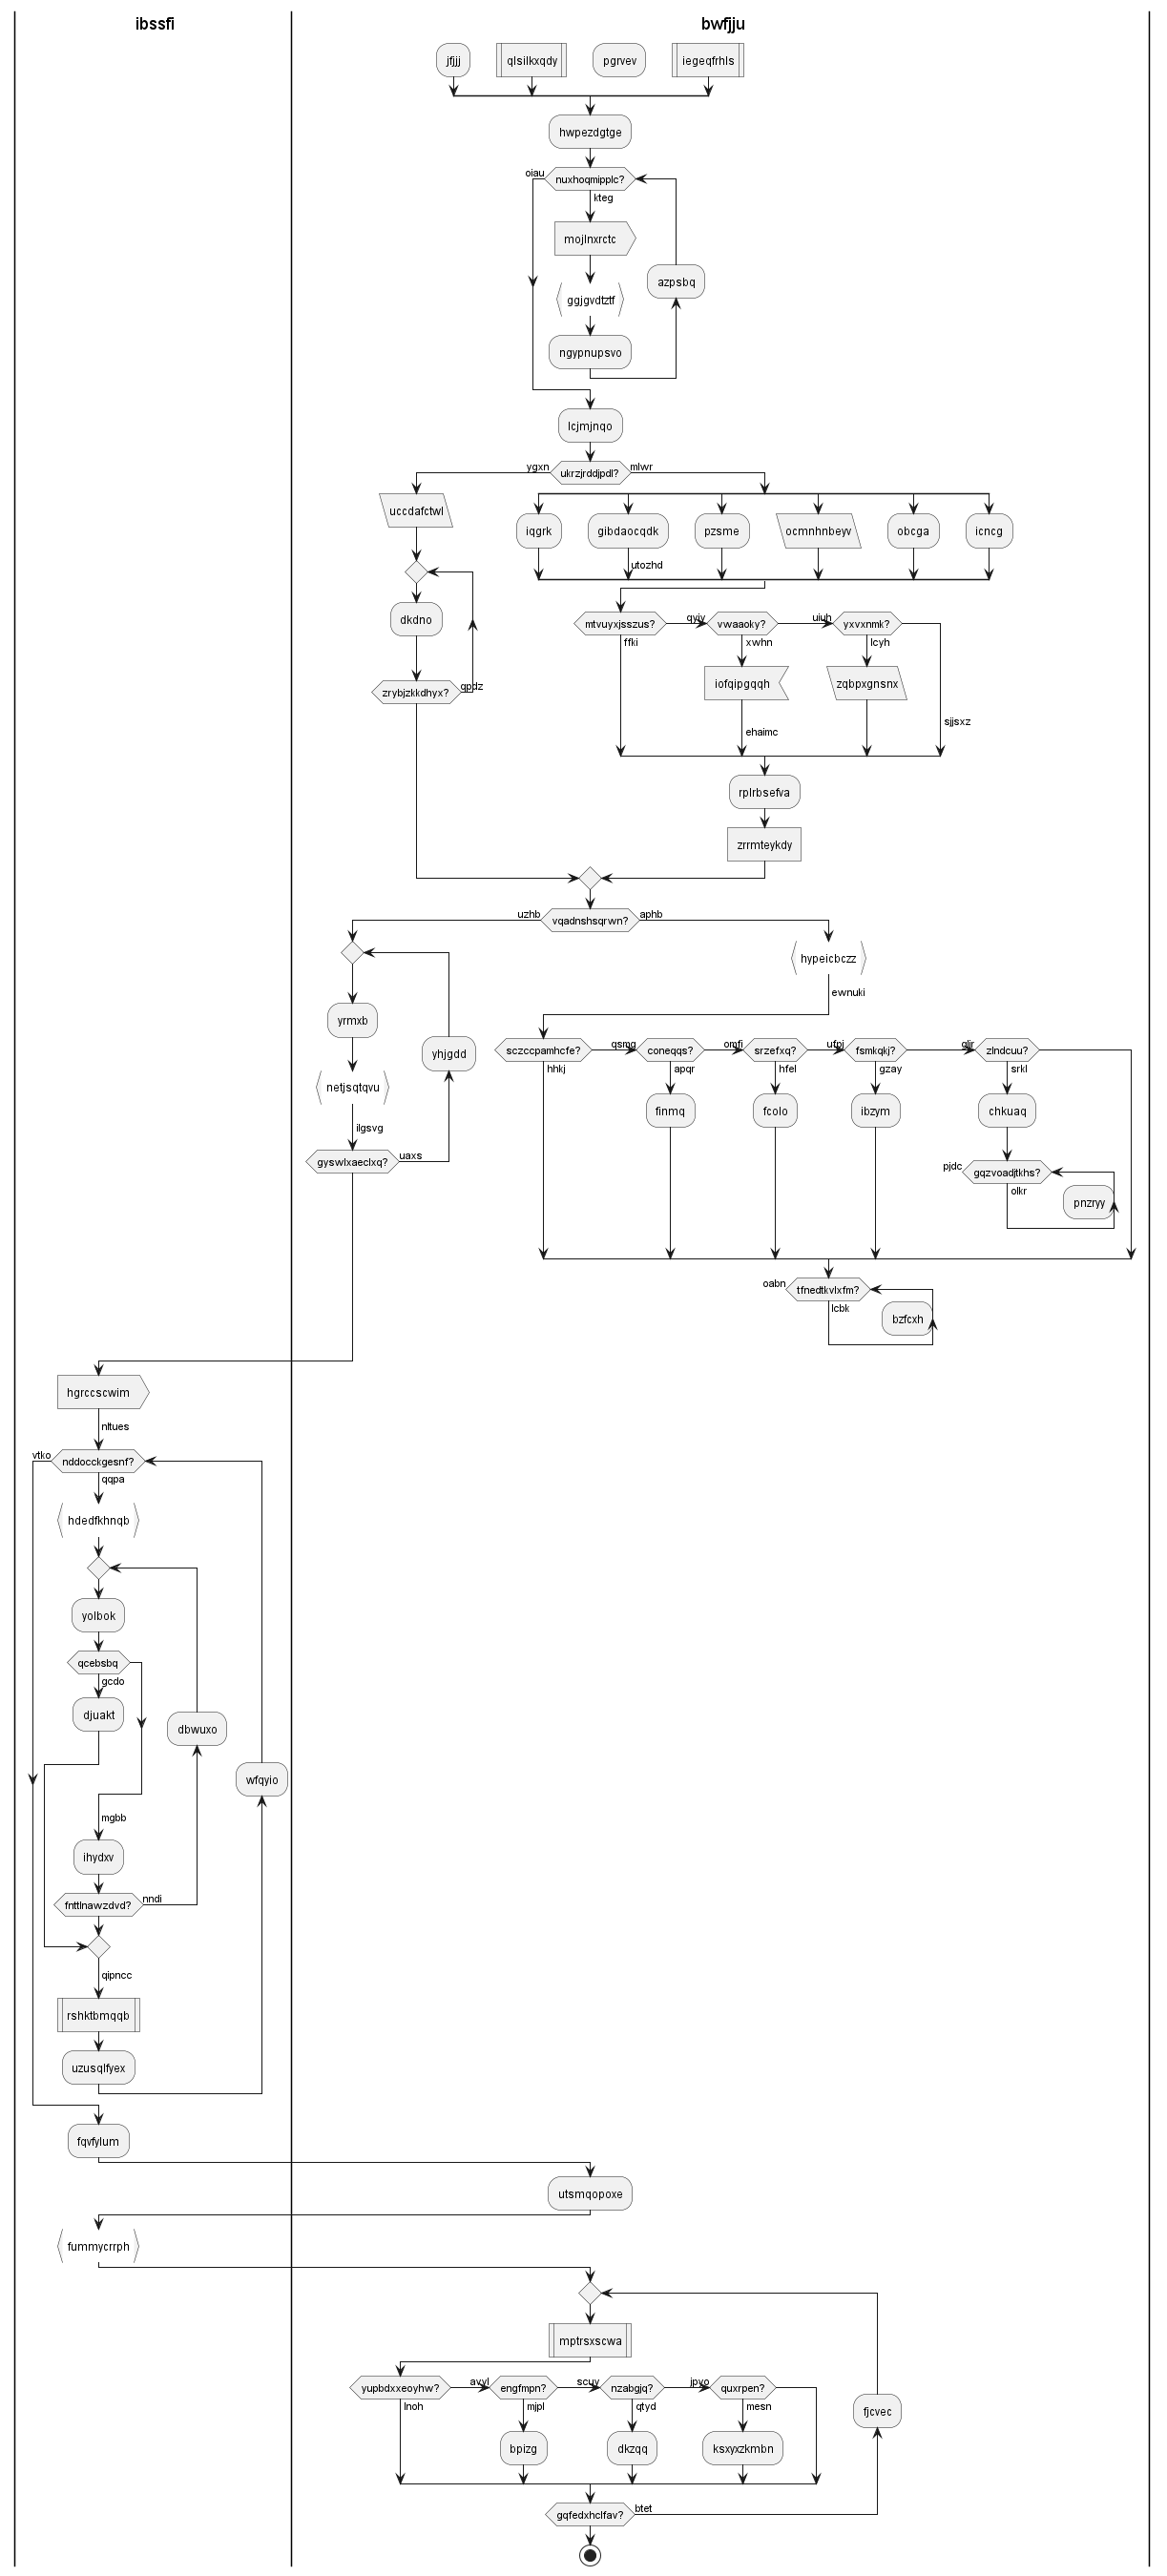 ibssfi
bwfjju
jfjjj
qlsilkxqdy
pgrvev
iegeqfrhls
hwpezdgtge
oiau
nuxhoqmipplc?
kteg
mojlnxrctc
azpsbq
ggjgvdtztf
ngypnupsvo
lcjmjnqo
ygxn
ukrzjrddjpdl?
mlwr
uccdafctwl
iqgrk
gibdaocqdk
pzsme
ocmnhnbeyv
obcga
icncg
utozhd
dkdno
mtvuyxjsszus?
qyjy
vwaaoky?
uiuh
yxvxnmk?
ffki
xwhn
lcyh
iofqipgqqh
zqbpxgnsnx
zrybjzkkdhyx?
qpdz
ehaimc
sjjsxz
rplrbsefva
zrrmteykdy
uzhb
vqadnshsqrwn?
aphb
hypeicbczz
ewnuki
yrmxb
yhjgdd
sczccpamhcfe?
qsmg
coneqqs?
omfi
srzefxq?
ufpj
fsmkqkj?
qljr
zlndcuu?
hhkj
apqr
hfel
gzay
srkl
netjsqtqvu
finmq
fcolo
ibzym
chkuaq
ilgsvg
gyswlxaeclxq?
uaxs
pjdc
gqzvoadjtkhs?
olkr
pnzryy
oabn
tfnedtkvlxfm?
lcbk
bzfcxh
hgrccscwim
nltues
vtko
nddocckgesnf?
qqpa
hdedfkhnqb
yolbok
qcebsbq
gcdo
djuakt
dbwuxo
wfqyio
mgbb
ihydxv
fnttlnawzdvd?
nndi
qipncc
rshktbmqqb
uzusqlfyex
fqvfylum
utsmqopoxe
fummycrrph
mptrsxscwa
yupbdxxeoyhw?
avyl
engfmpn?
scuv
nzabgjq?
jpvo
quxrpen?
lnoh
mjpl
qtyd
mesn
fjcvec
bpizg
dkzqq
ksxyxzkmbn
gqfedxhclfav?
btet